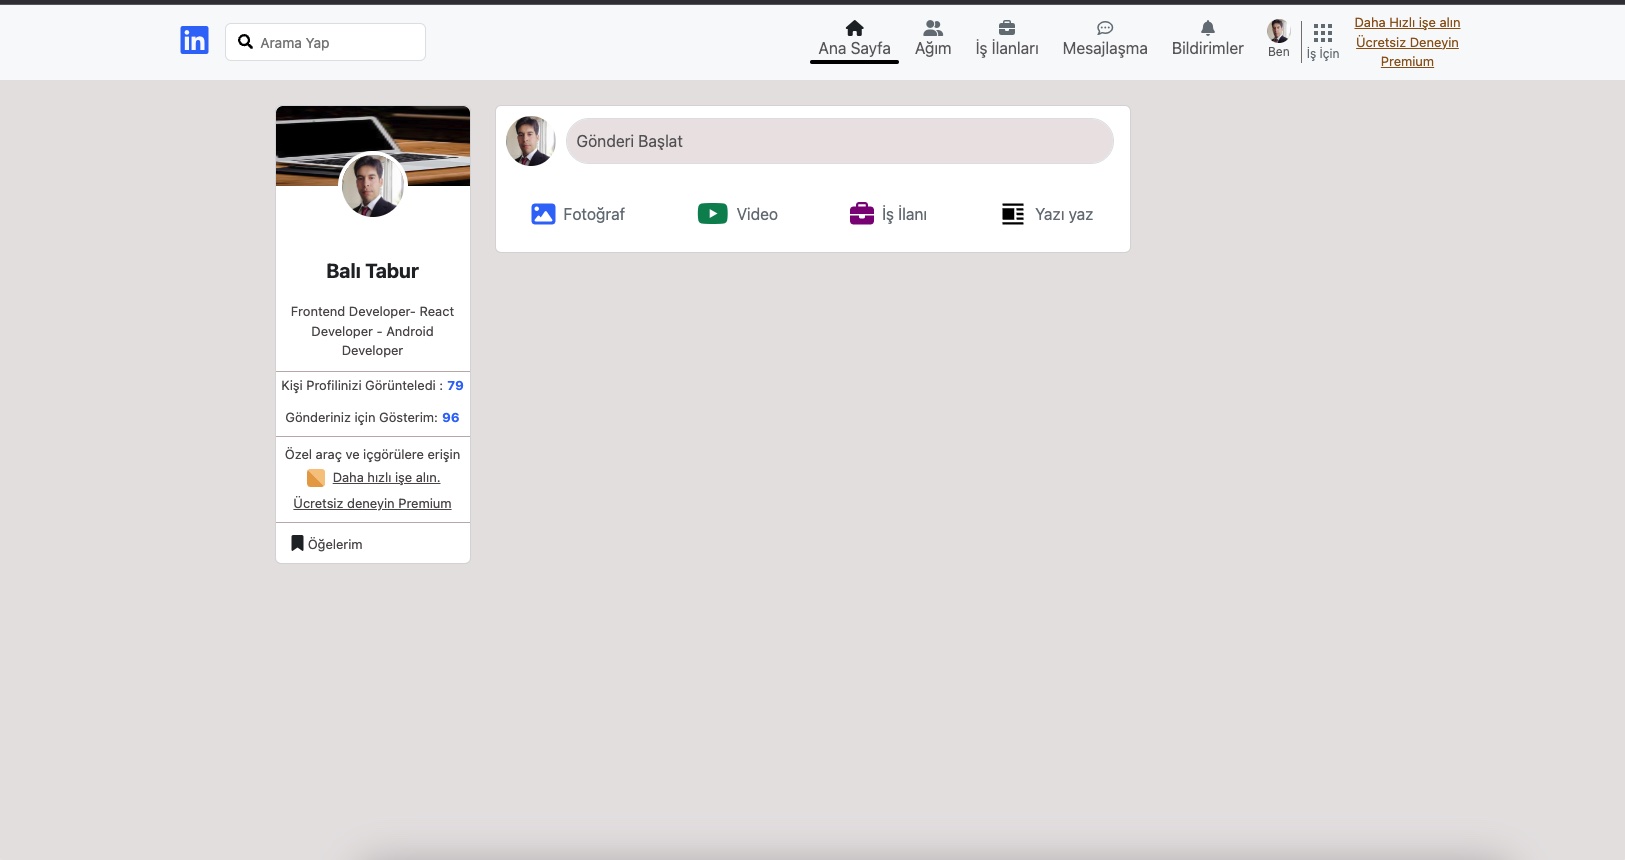 in
Arama Yap
Ana Sayfa
Ağım
İş İlanları
Mesajlaşma
Bildirimler
Ben
İş İçin
Daha Hızlı işe alın
Ücretsiz Deneyin
Premium
Gönderi Başlat
Fotoğraf
Video
İş İlanı
Yazı yaz
Balı Tabur
Frontend Developer- React
Developer - Android
Developer
Kişi Profilinizi Görünteledi : 79
Gönderiniz için Gösterim: 96
Özel araç ve içgörülere erişin
Daha hızlı işe alın.
Ücretsiz deneyin Premium
Öğelerim